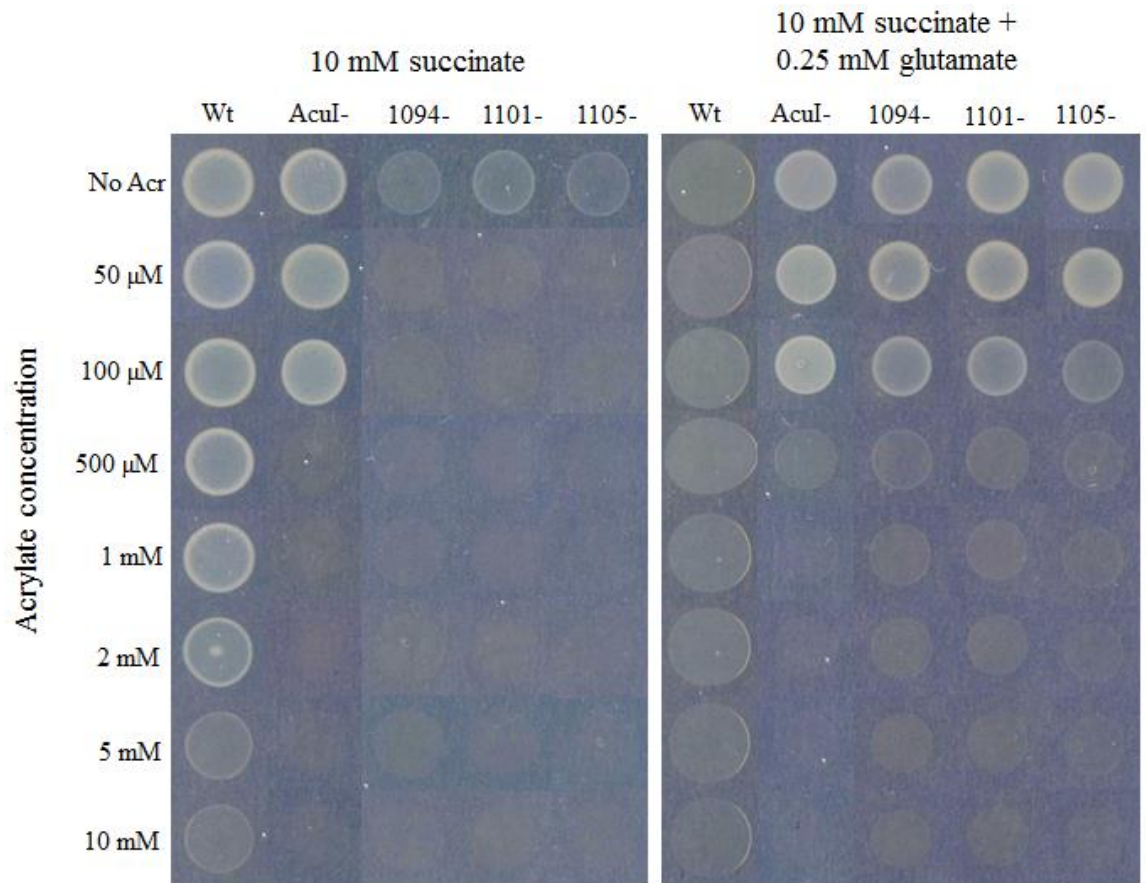 10 mM succinate
10 mM succinate +
0.25 mM glutamate
Wt AcuI- 1094- 1101- 1105- Wt AcuI- 1094- 1101- 1105-
No Acr
50 μM
100 μM
500 μM
1 mM
2 mM
5 mM
10 mM
Acrylate concentration